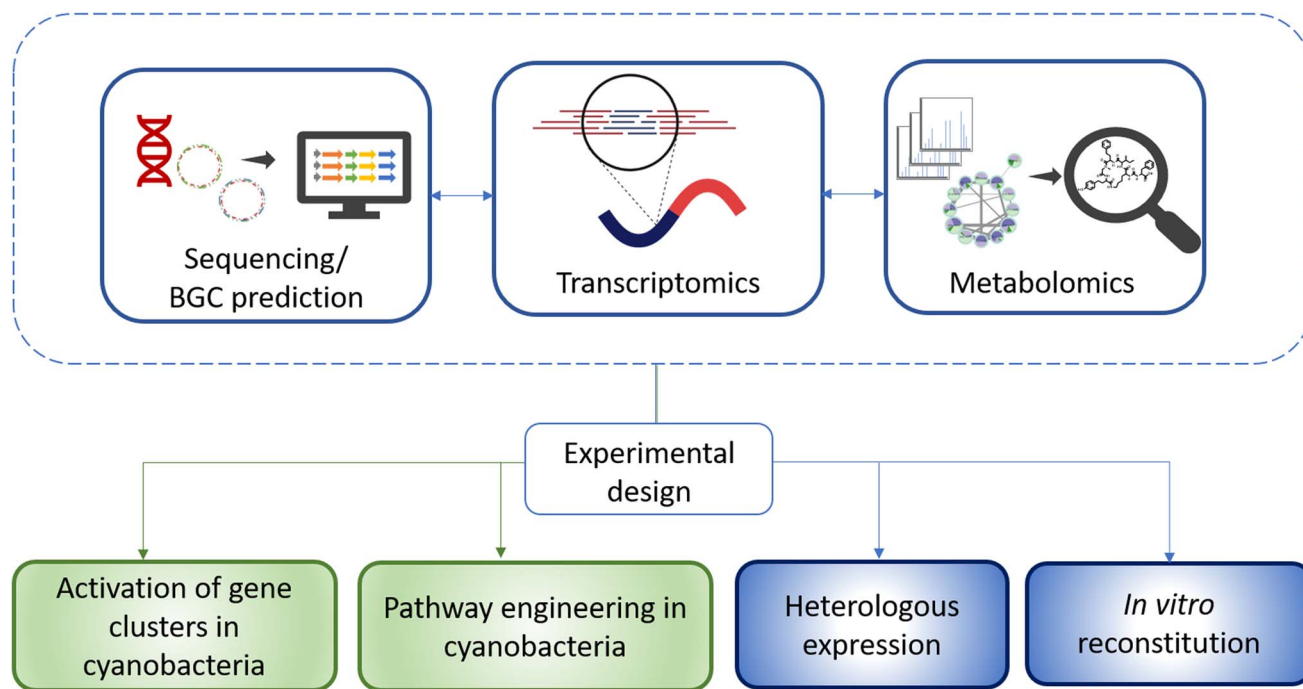 Sequencing/
BGC prediction
Transcriptomics
Metabolomics
Experimental
design
Activation of gene
clusters in
cyanobacteria
Pathway engineering in
cyanobacteria
Heterologous
expression
In vitro
reconstitution